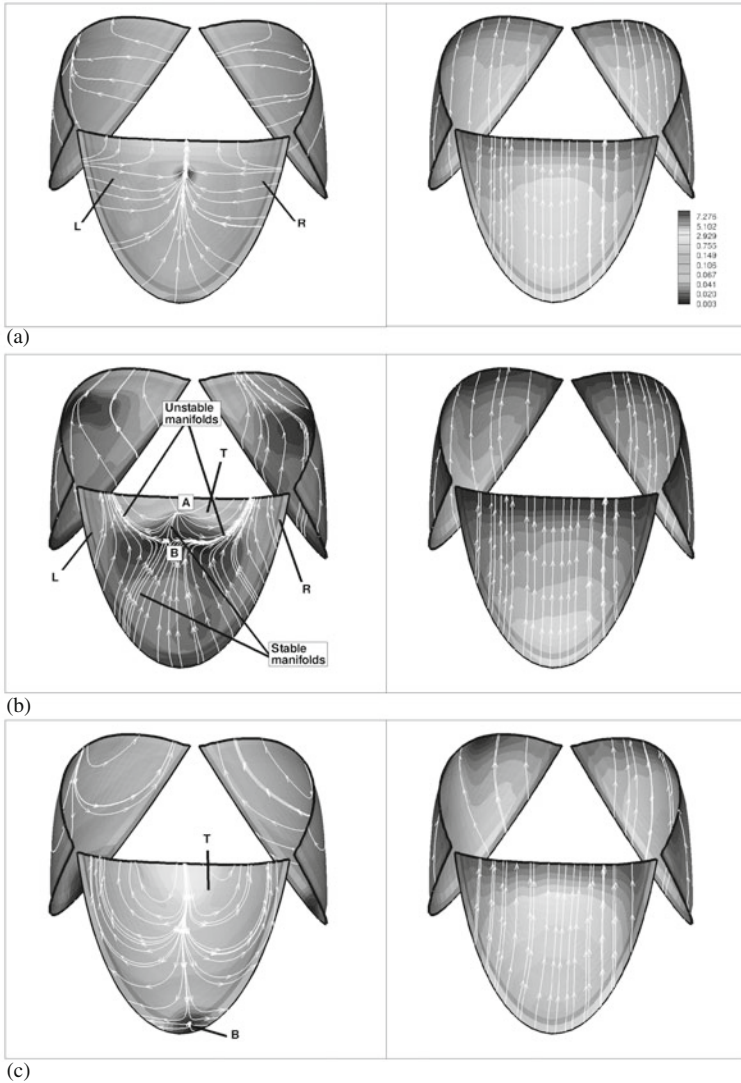 L
R
7.276
5.102
2.929
0.755
0.149
0.106
0.067
0.041
0.020
0.003
(a)
Unstable
manifolds
T
A
B
L
R
Stable
manifolds
(b)
T
B
(c)